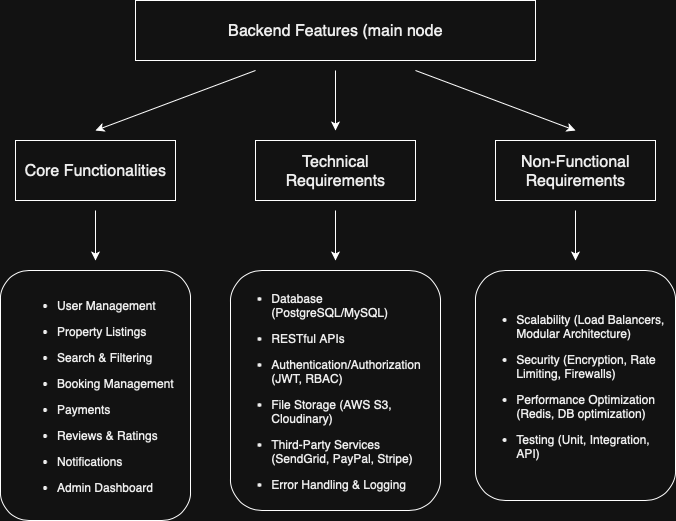 Backend Features (main node
Core Functionalities
Technical
Requirements
Non-Functional
Requirements
• User Management
• Property Listings
• Search & Filtering
• Booking Management
• Payments
• Reviews & Ratings
• Notifications
• Admin Dashboard
• Database
(PostgreSQL/MySQL)
• RESTful APIs
• Authentication/Authorization
(JWT, RBAC)
• File Storage (AWS S3,
Cloudinary)
• Third-Party Services
(SendGrid, PayPal, Stripe)
• Error Handling & Logging
• Scalability (Load Balancers,
Modular Architecture)
• Security (Encryption, Rate
Limiting, Firewalls)
• Performance Optimization
(Redis, DB optimization)
• Testing (Unit, Integration,
API)